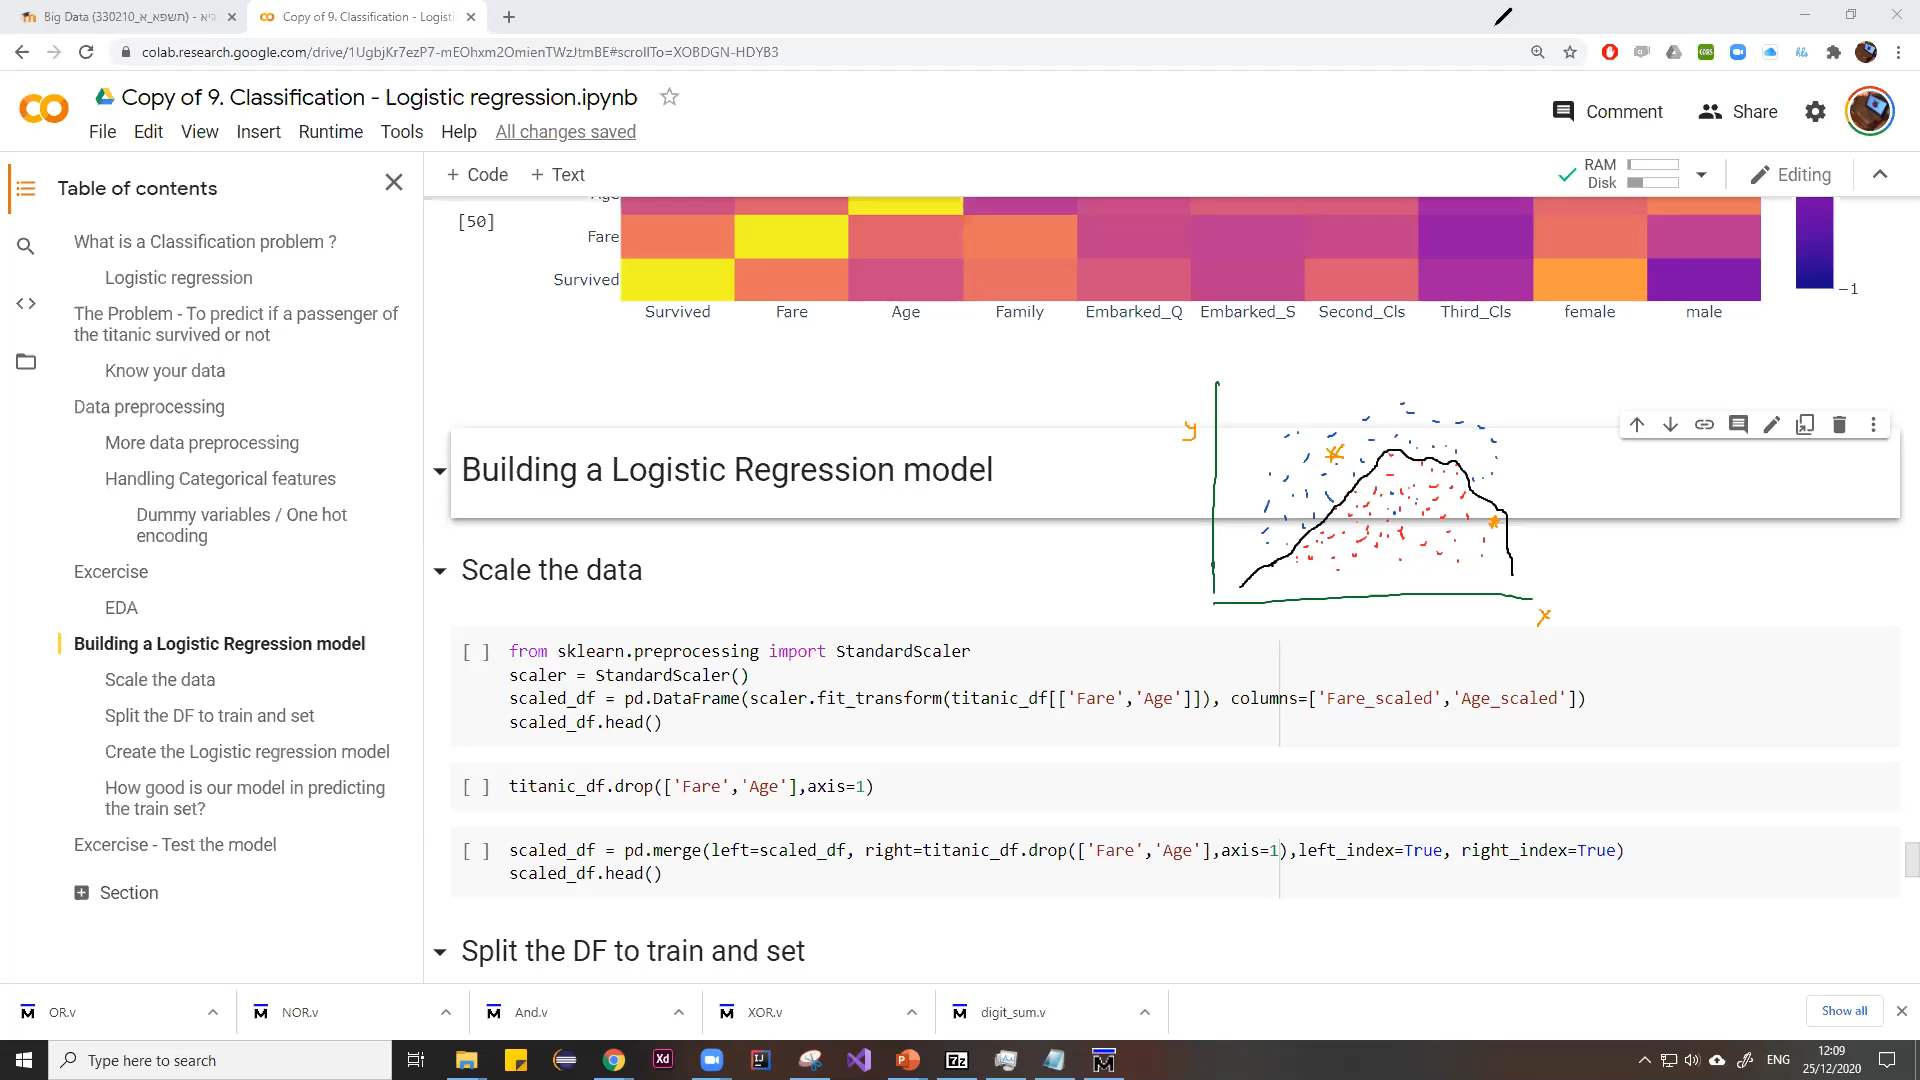 Big Data (330210_תשפא_א) - גיא
Copy of 9. Classification - Logisti
colab.research.google.com/drive/1UgbjKr7ezP7-mEOhxm2OmienTWzJtmBE#scrollTo=XOBDGN-HDYB3
Copy of 9. Classification - Logistic regression.ipynb
Comment
Share
File Edit View Insert Runtime Tools Help All changes saved
Table of contents
+ Code + Text
RAM
Disk
Editing
What is a Classification problem ?
Logistic regression
The Problem - To predict if a passenger of
the titanic survived or not
Know your data
Data preprocessing
More data preprocessing
Handling Categorical features
Dummy variables / One hot
encoding
Excercise
EDA
Building a Logistic Regression model
Scale the data
Split the DF to train and set
Create the Logistic regression model
How good is our model in predicting
the train set?
Excercise - Test the model
Section
[50]
Age
Fare
Survived
−1
Survived Fare Age Family Embarked_Q Embarked_S Second_Cls Third_Cls female male
y
Building a Logistic Regression model
x
Scale the data
[ ] from sklearn.preprocessing import StandardScaler
scaler = StandardScaler()
scaled_df = pd.DataFrame(scaler.fit_transform(titanic_df[['Fare','Age']]), columns=['Fare_scaled','Age_scaled'])
scaled_df.head()
[ ] titanic_df.drop(['Fare','Age'],axis=1)
[ ] scaled_df = pd.merge(left=scaled_df, right=titanic_df.drop(['Fare','Age'],axis=1),left_index=True, right_index=True)
scaled_df.head()
Split the DF to train and set
OR.v
NOR.v
And.v
XOR.v
digit_sum.v
Show all
Type here to search
ENG
12:09
25/12/2020